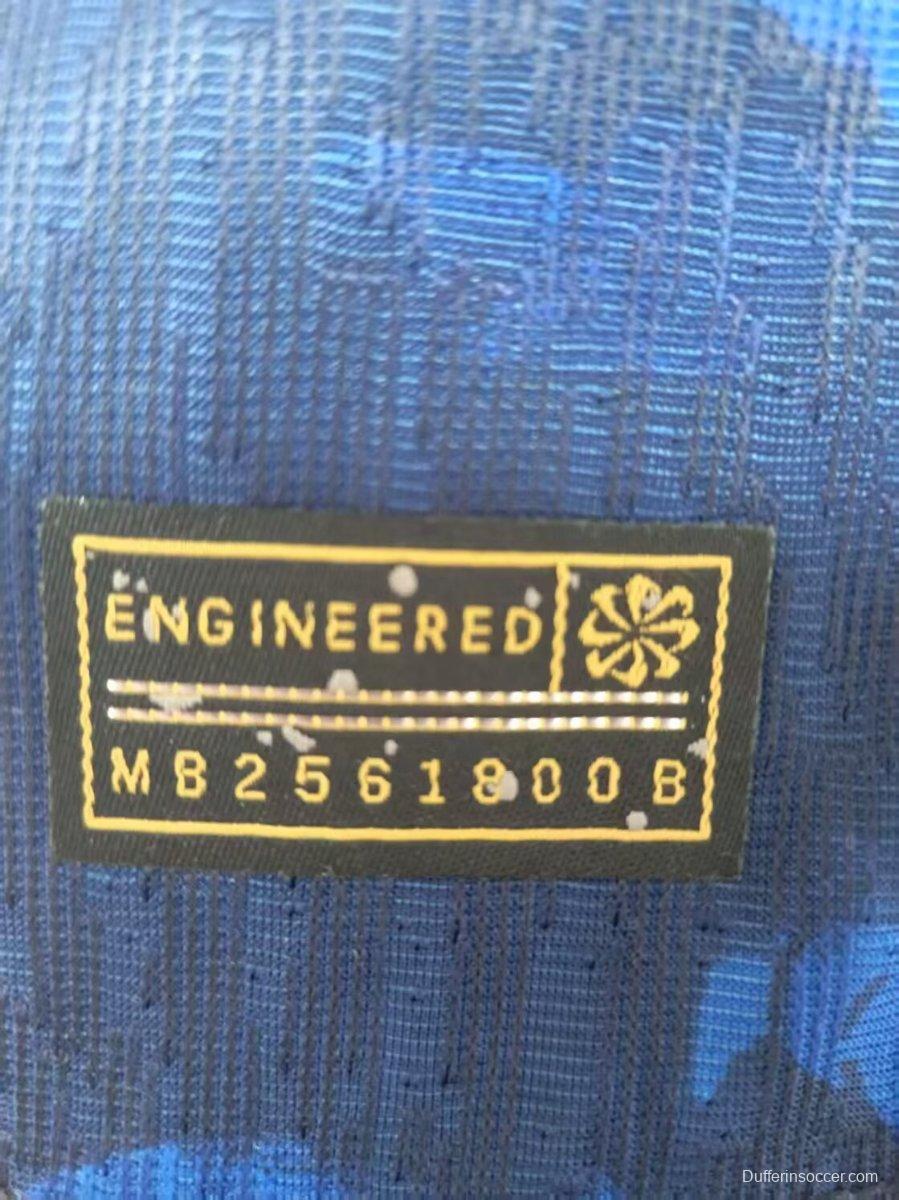 ENGINEERED
MB2561800B
Dufferinsoccer.com